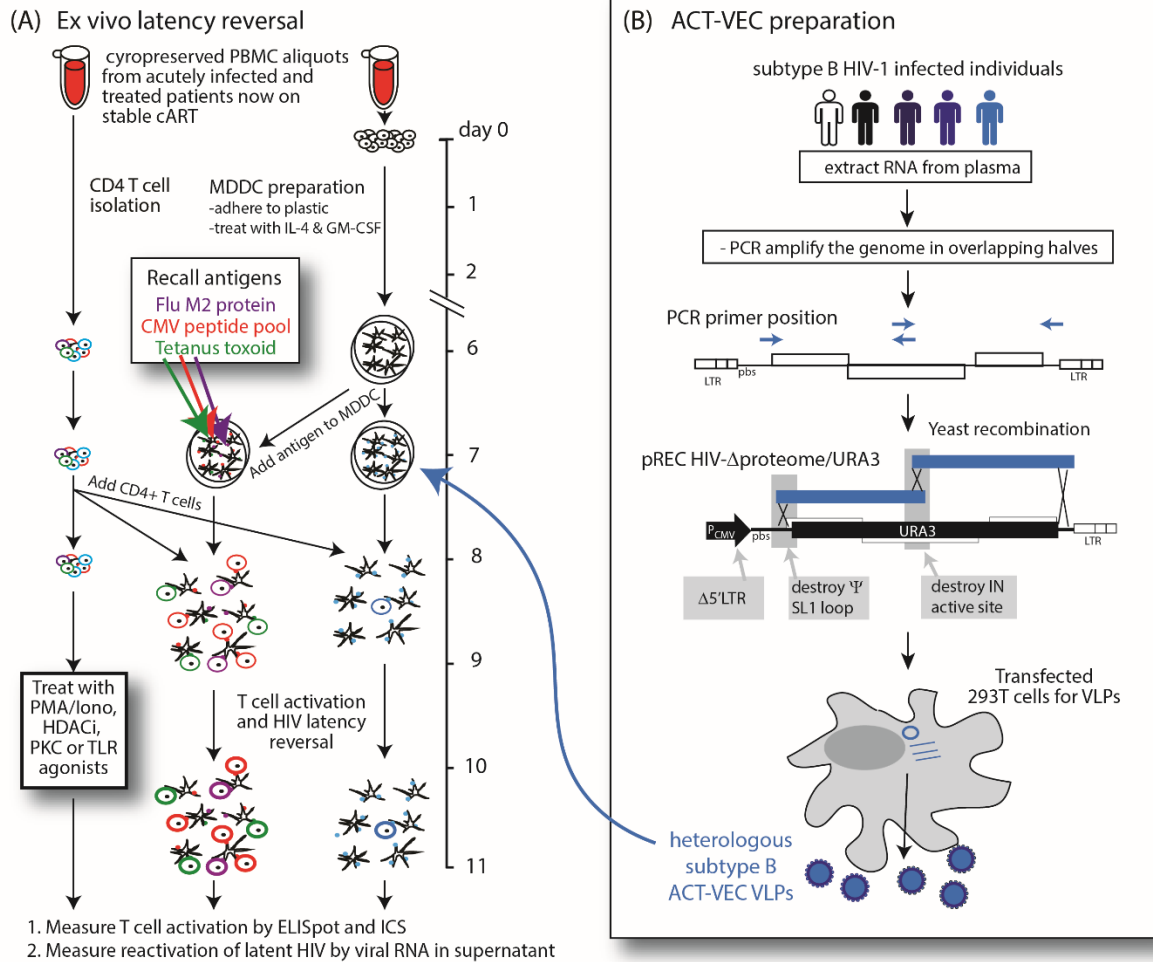 (A) Ex vivo latency reversal
cyropreserved PBMC aliquots
from acutely infected and
treated patients now on
stable cART
day 0
CD4 T cell
isolation
MDDC preparation
-adhere to plastic
-treat with IL-4 & GM-CSF
1
2
Recall antigens
Flu M2 protein
CMV peptide pool
Tetanus toxoid
6
Add antigen to MDDC
7
Add CD4+ T cells
8
9
Treat with
PMA/Iono,
HDACi,
PKC or TLR
agonists
T cell activation
and HIV latency
reversal
10
11
1. Measure T cell activation by ELISpot and ICS
2. Measure reactivation of latent HIV by viral RNA in supernatant
(B) ACT-VEC preparation
subtype B HIV-1 infected individuals
extract RNA from plasma
- PCR amplify the genome in overlapping halves
PCR primer position
LTR
pbs
LTR
Yeast recombination
pREC HIV-Δproteome/URA3
PCMV
pbs
URA3
LTR
Δ5'LTR
destroy Ψ
SL1 loop
destroy IN
active site
Transfected
293T cells for VLPs
heterologous
subtype B
ACT-VEC VLPs